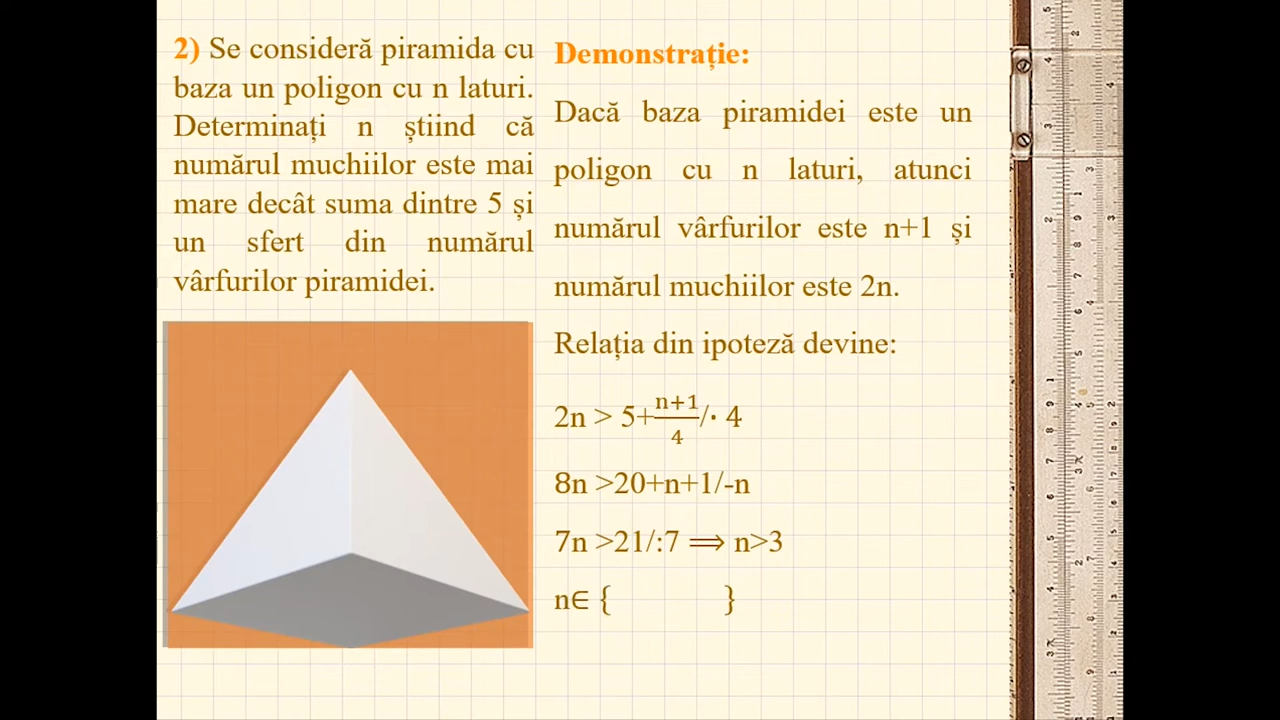 2) Se consideră piramida cu
baza un poligon cu n laturi.
Determinați n știind că
numărul muchiilor este mai
mare decât suma dintre 5 și
un sfert din numărul
vârfurilor piramidei.
Demonstrație:
Dacă baza piramidei este un
poligon cu n laturi, atunci
numărul vârfurilor este n+1 și
numărul muchiilor este 2n.
Relația din ipoteză devine:
2n > 5+\frac{n+1}{4}/· 4
8n >20+n+1/-n
7n >21/:7 ⟹ n>3
n∈ { }